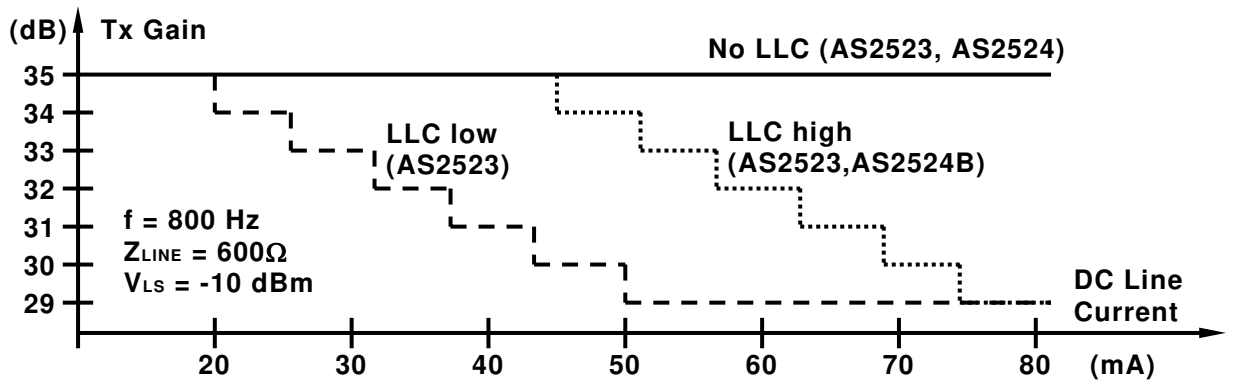 (dB) Tx Gain
No LLC (AS2523, AS2524)
35
34
33
32
31
30
29
LLC low
(AS2523)
LLC high
(AS2523,AS2524B)
f = 800 Hz
ZLINE = 600Ω
VLS = -10 dBm
DC Line
Current
20 30 40 50 60 70 80 (mA)